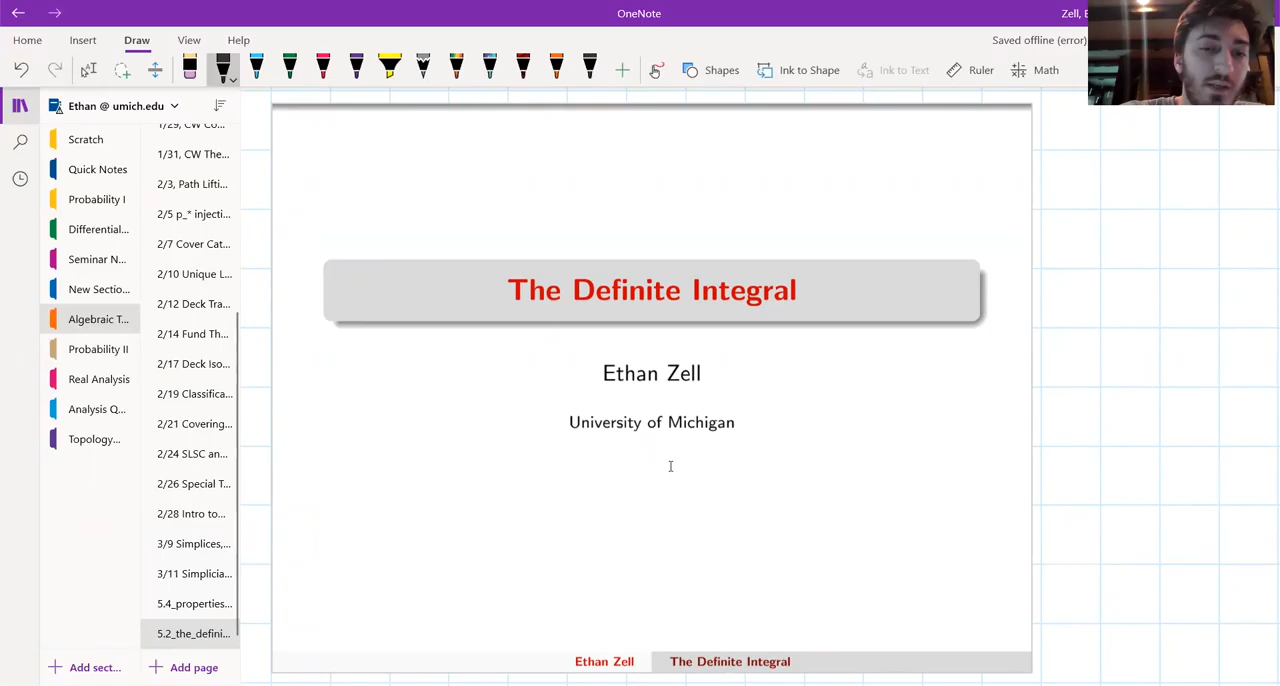 OneNote
Zell, E
Home Insert Draw View Help
Saved offline (error)
Shapes Ink to Shape Ink to Text Ruler Math
Ethan @ umich.edu
Scratch
Quick Notes
Probability I
Differential...
Seminar N...
New Sectio...
Algebraic T...
Probability II
Real Analysis
Analysis Q...
Topology...
Add sect...
1/29, CW Co...
1/31, CW The...
2/3, Path Lifti...
2/5 p_* injecti...
2/7 Cover Cat...
2/10 Unique L...
2/12 Deck Tra...
2/14 Fund Th...
2/17 Deck Iso...
2/19 Classifica...
2/21 Covering...
2/24 SLSC an...
2/26 Special T...
2/28 Intro to...
3/9 Simplices,...
3/11 Simplicia...
5.4_properties...
5.2_the_defini...
Add page
The Definite Integral
Ethan Zell
University of Michigan
Ethan Zell The Definite Integral